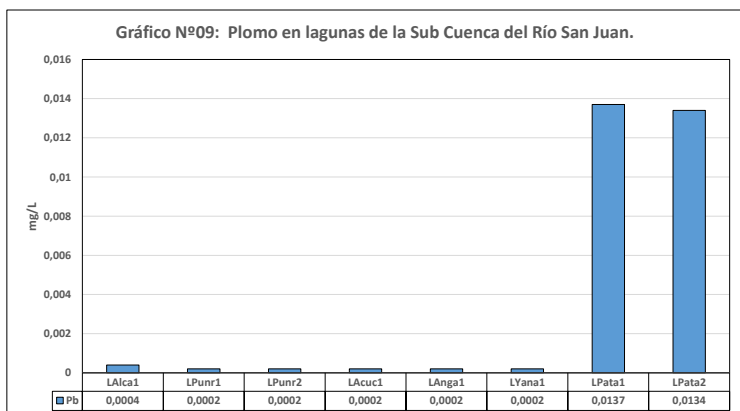 Gráfico Nº09: Plomo en lagunas de la Sub Cuenca del Río San Juan.
0,016
0,014
0,012
0,01
0,008
0,006
0,004
0,002
0
mg/L
LAlca1 LPunr1 LPunr2 LAcuc1 LAnga1 LYana1 LPata1 LPata2
Pb 0,0004 0,0002 0,0002 0,0002 0,0002 0,0002 0,0137 0,0134